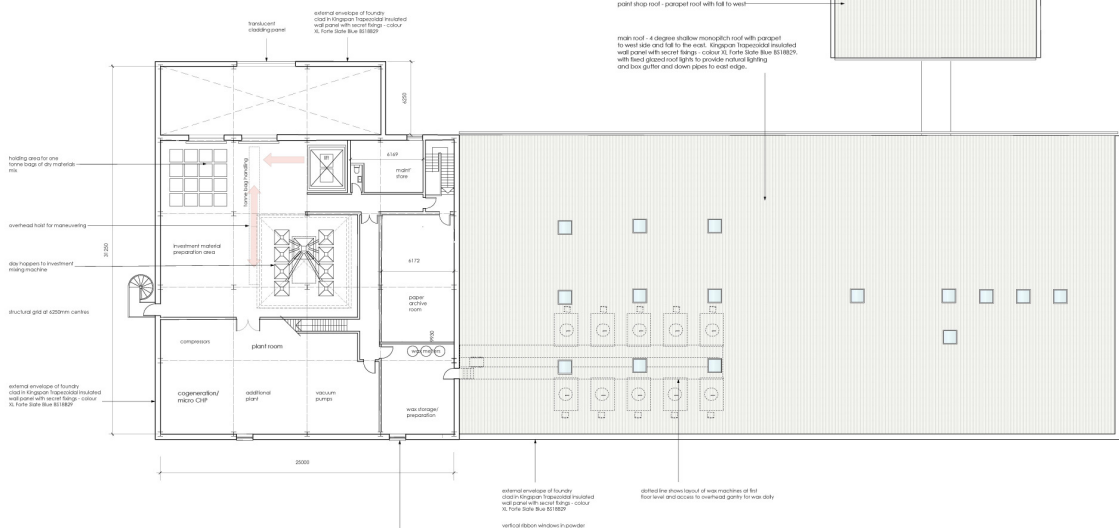 paint shop roof - parapet roof with fall to west
external envelope of foundry
clad in Kingspan Trapezoidal Insulated
wall panel with secret fixings - colour
XL Forte Slate Blue BS18B29
translucent
cladding panel
main roof - 4 degree shallow monopitch roof with parapet
to west side and fall to the east. Kingspan Trapezoidal insulated
wall panel with secret fixings - colour XL Forte Slate Blue BS18B29.
with fixed glazed roof lights to provide natural lighting
and box gutter and down pipes to east edge.
6250
holding area for one
tonne bags of dry materials
mix
tonne bag handling
lift
6169
maint'
store
overhead hoist for maneuvering
31250
investment material
preparation area
day hoppers to investment
mixing machine
6172
paper
archive
room
structural grid at 6250mm centres
9930
compressors
plant room
wax melters
external envelope of foundry
clad in Kingspan Trapezoidal Insulated
wall panel with secret fixings - colour
XL Forte Slate Blue BS18B29
cogeneration/
micro CHP
additional
plant
vacuum
pumps
wax storage/
preparation
25003
external envelope of foundry
clad in Kingspan Trapezoidal Insulated
wall panel with secret fixings - colour
XL Forte Slate Blue BS18B29
vertical ribbon windows in powder
dotted line shows layout of wax machines at first
floor level and access to overhead gantry for wax dolly